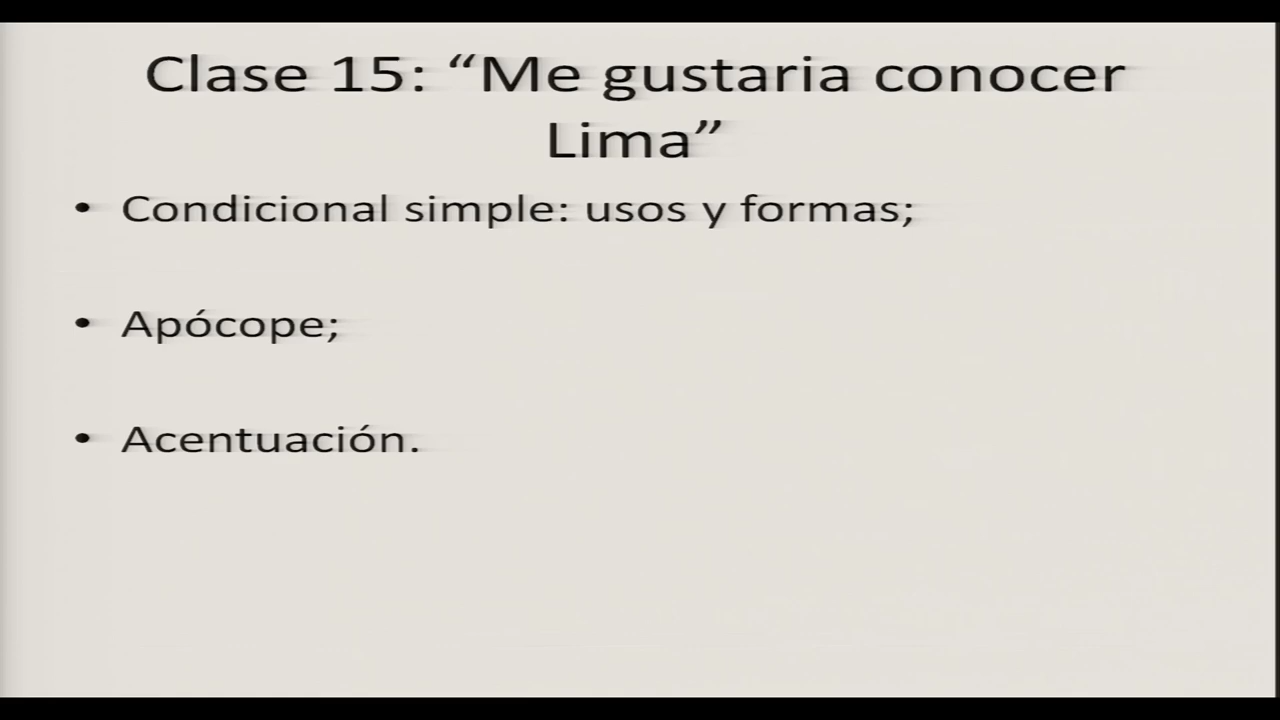 Clase 15: “Me gustaria conocer
Lima”
• Condicional simple: usos y formas;
• Apócope;
• Acentuación.